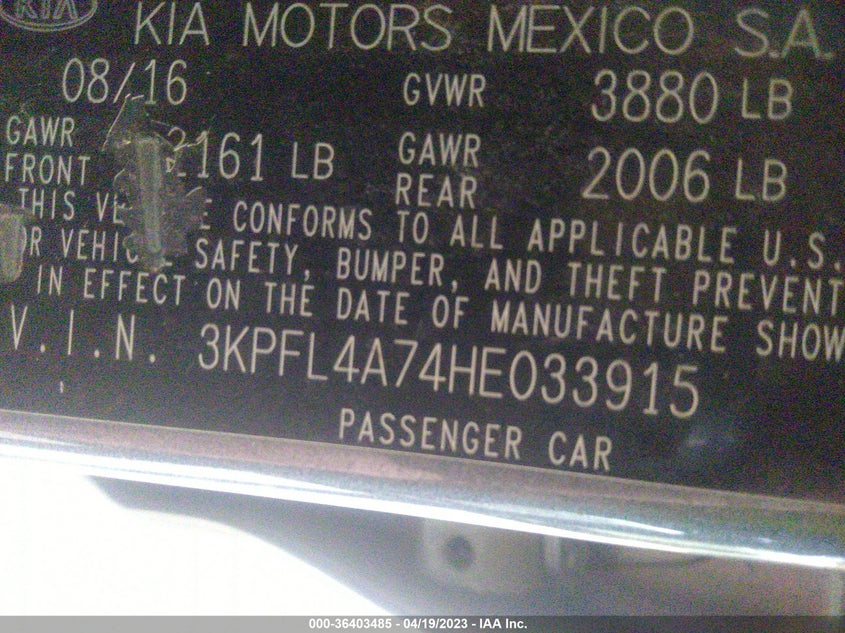 KIA
KIA MOTORS MEXICO S.A.
08/16 GVWR 3880 LB
GAWR FRONT 2161 LB GAWR REAR 2006 LB
THIS CONFORMS TO ALL APPLICABLE U.S.
SAFETY, BUMPER, AND THEFT PREVENT
IN EFFECT ON THE DATE OF MANUFACTURE SHOW
V.I.N. 3KPFL4A74HE033915
PASSENGER CAR
000-36403485 - 04/19/2023 - IAA Inc.